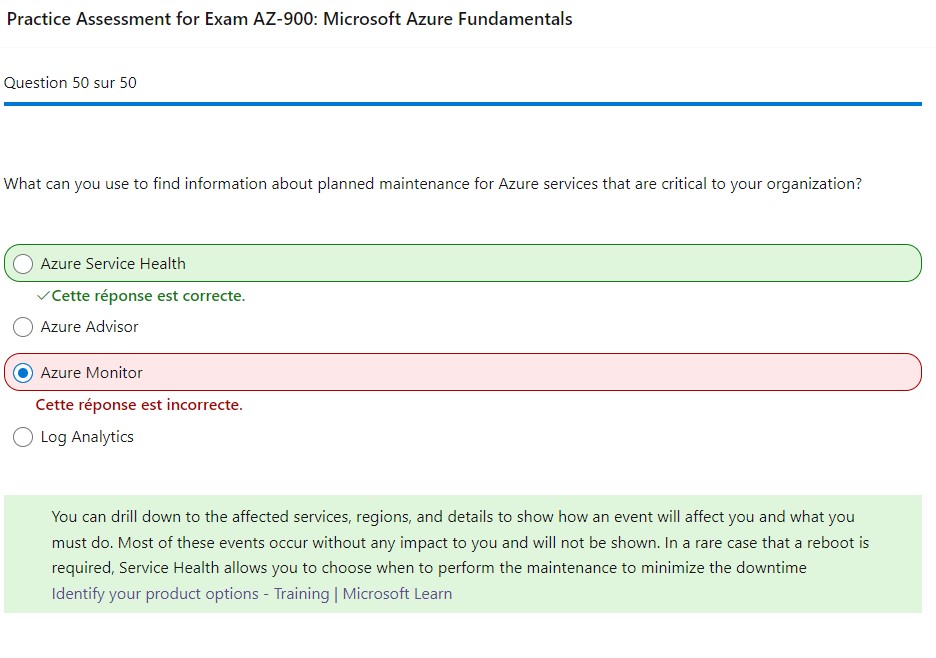 Practice Assessment for Exam AZ-900: Microsoft Azure Fundamentals
Question 50 sur 50
What can you use to find information about planned maintenance for Azure services that are critical to your organization?
Azure Service Health
Cette réponse est correcte.
Azure Advisor
Azure Monitor
Cette réponse est incorrecte.
Log Analytics
You can drill down to the affected services, regions, and details to show how an event will affect you and what you
must do. Most of these events occur without any impact to you and will not be shown. In a rare case that a reboot is
required, Service Health allows you to choose when to perform the maintenance to minimize the downtime
Identify your product options - Training | Microsoft Learn